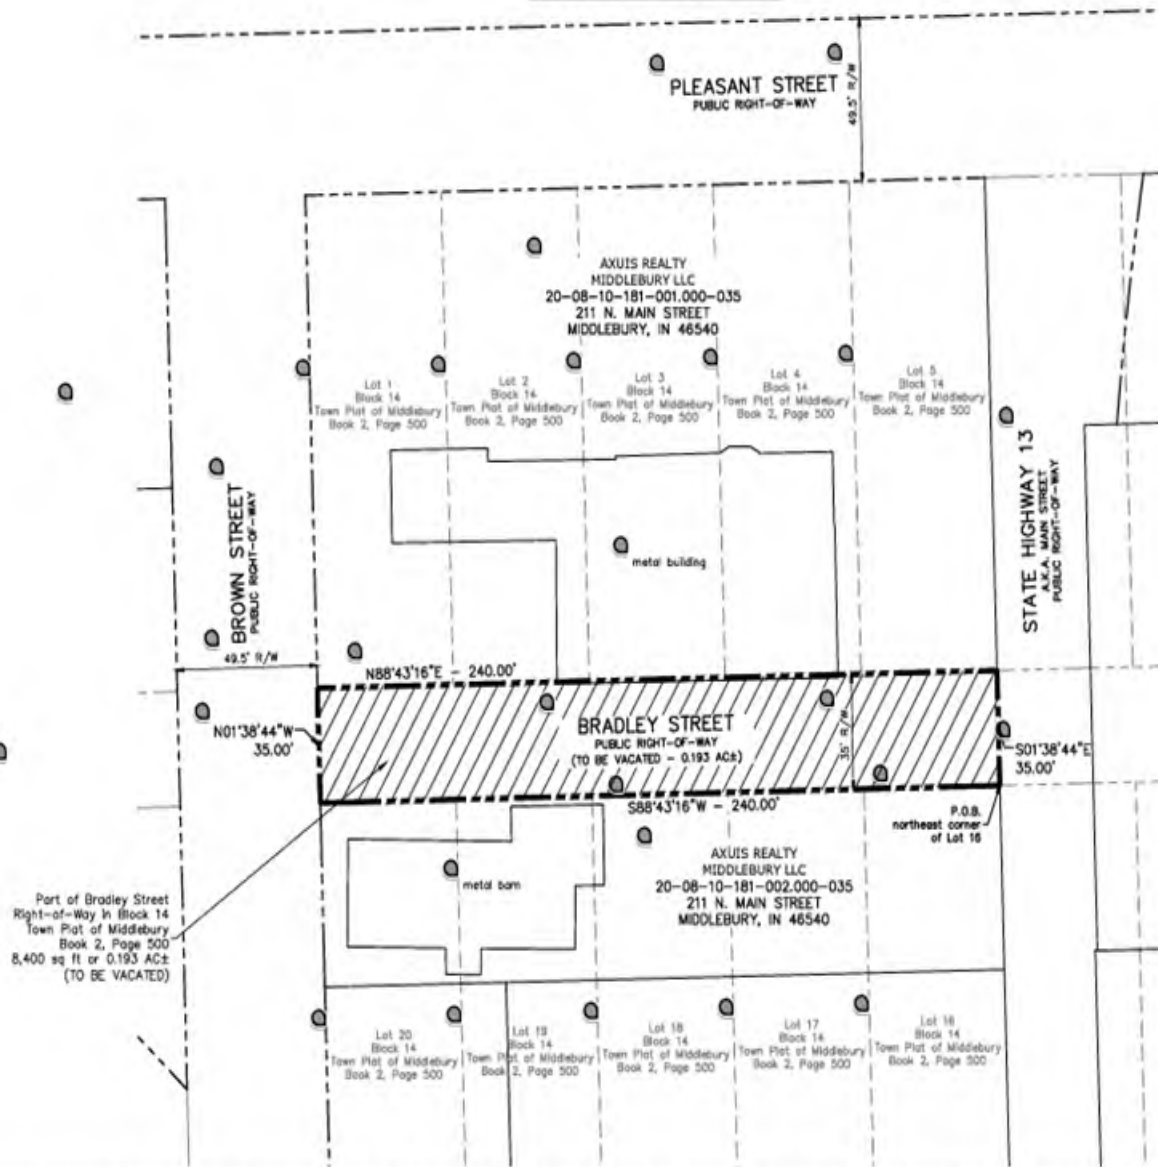 PLEASANT STREET
PUBLIC RIGHT-OF-WAY
49.5' R/W
AXUIS REALTY
MIDDLEBURY LLC
20-08-10-181-001.000-035
211 N. MAIN STREET
MIDDLEBURY, IN 46540
Lot 1
Block 14
Town Plat of Middlebury
Book 2, Page 500
Lot 2
Block 14
Town Plat of Middlebury
Book 2, Page 500
Lot 3
Block 14
Town Plat of Middlebury
Book 2, Page 500
Lot 4
Block 14
Town Plat of Middlebury
Book 2, Page 500
Lot 5
Block 14
Town Plat of Middlebury
Book 2, Page 500
BROWN STREET
PUBLIC RIGHT-OF-WAY
49.5' R/W
STATE HIGHWAY 13
A.K.A. MAIN STREET
PUBLIC RIGHT-OF-WAY
metal building
N88°43'16"E - 240.00'
N01°38'44"W
35.00'
BRADLEY STREET
PUBLIC RIGHT-OF-WAY
(TO BE VACATED - 0.193 AC±)
35' R/W
S01°38'44"E
35.00'
S88°43'16"W - 240.00'
P.O.B.
northeast corner
of Lot 16
metal barn
AXUIS REALTY
MIDDLEBURY LLC
20-08-10-181-002.000-035
211 N. MAIN STREET
MIDDLEBURY, IN 46540
Part of Bradley Street
Right-of-Way in Block 14
Town Plat of Middlebury
Book 2, Page 500
8,400 sq ft or 0.193 AC±
(TO BE VACATED)
Lot 20
Block 14
Town Plat of Middlebury
Book 2, Page 500
Lot 19
Block 14
Town Plat of Middlebury
Book 2, Page 500
Lot 18
Block 14
Town Plat of Middlebury
Book 2, Page 500
Lot 17
Block 14
Town Plat of Middlebury
Book 2, Page 500
Lot 16
Block 14
Town Plat of Middlebury
Book 2, Page 500